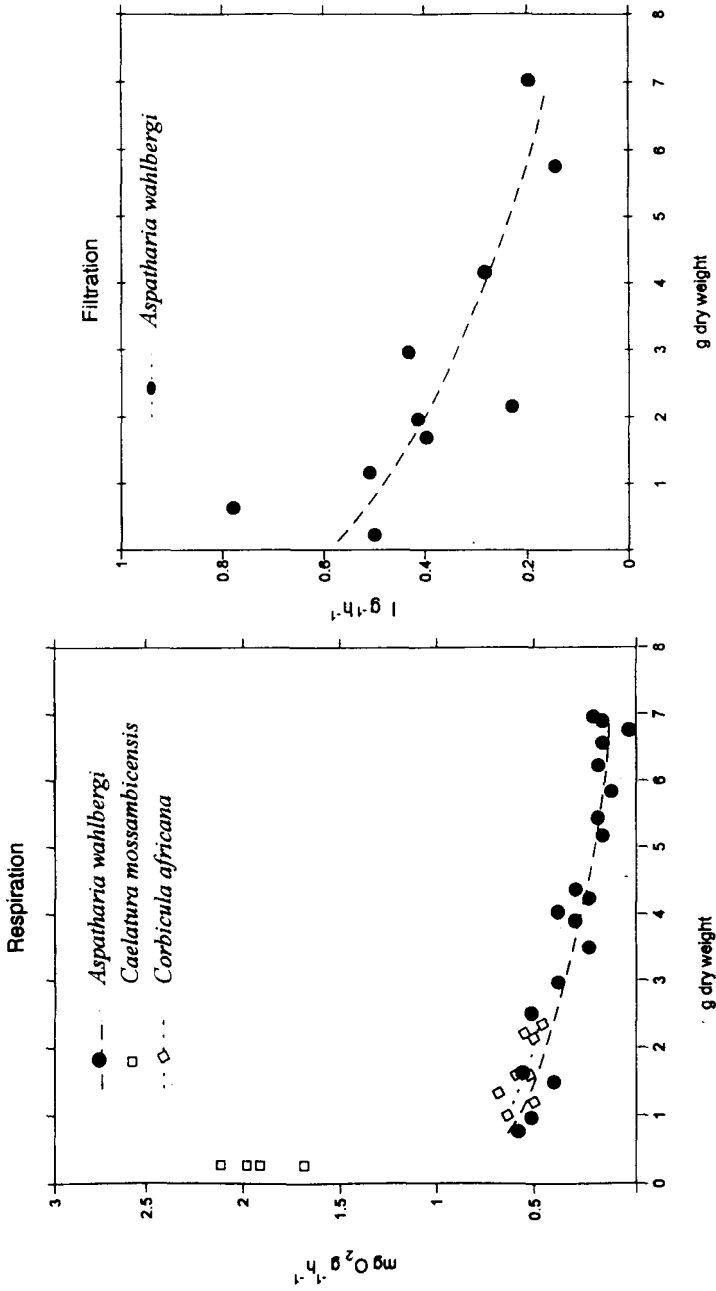 Respiration
Aspatharia wahlbergi
Caelatura mossambicensis
Corbicula africana
mg O₂ g⁻¹ h⁻¹
3
2.5
2
1.5
1
0.5
0
0 1 2 3 4 5 6 7 8
g dry weight
Filtration
Aspatharia wahlbergi
l g⁻¹ h⁻¹
1
0.8
0.6
0.4
0.2
0
1 2 3 4 5 6 7 8
g dry weight